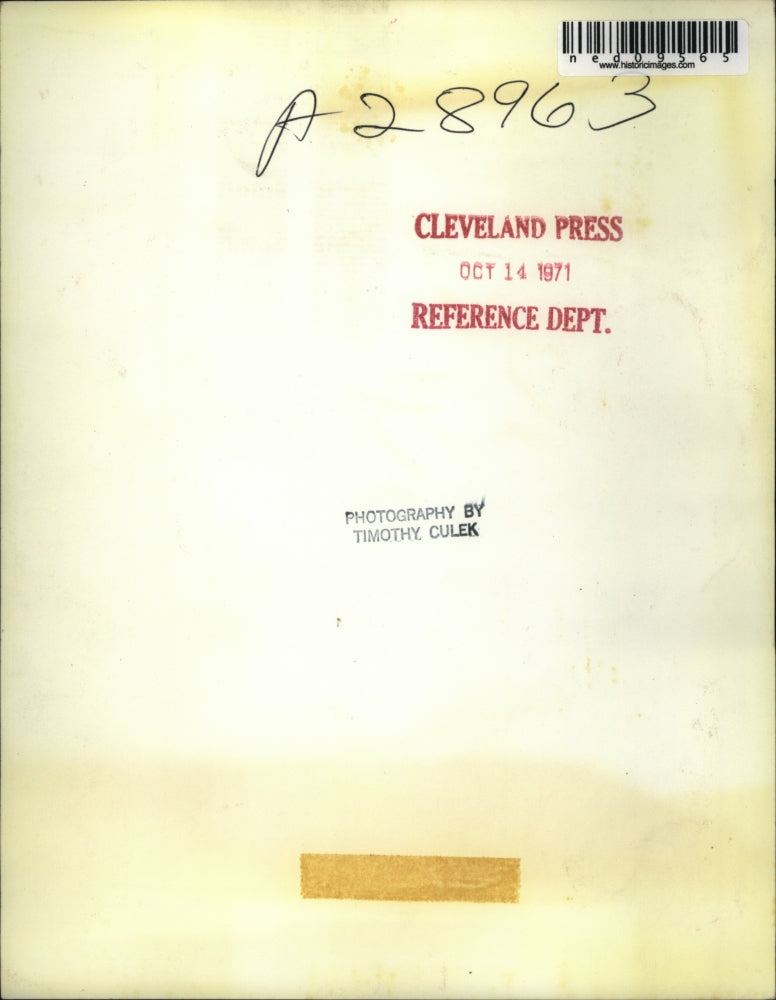 ned09565
www.historicimages.com
A28963
CLEVELAND PRESS
OCT 14 1971
REFERENCE DEPT.
PHOTOGRAPHY BY
TIMOTHY CULEK